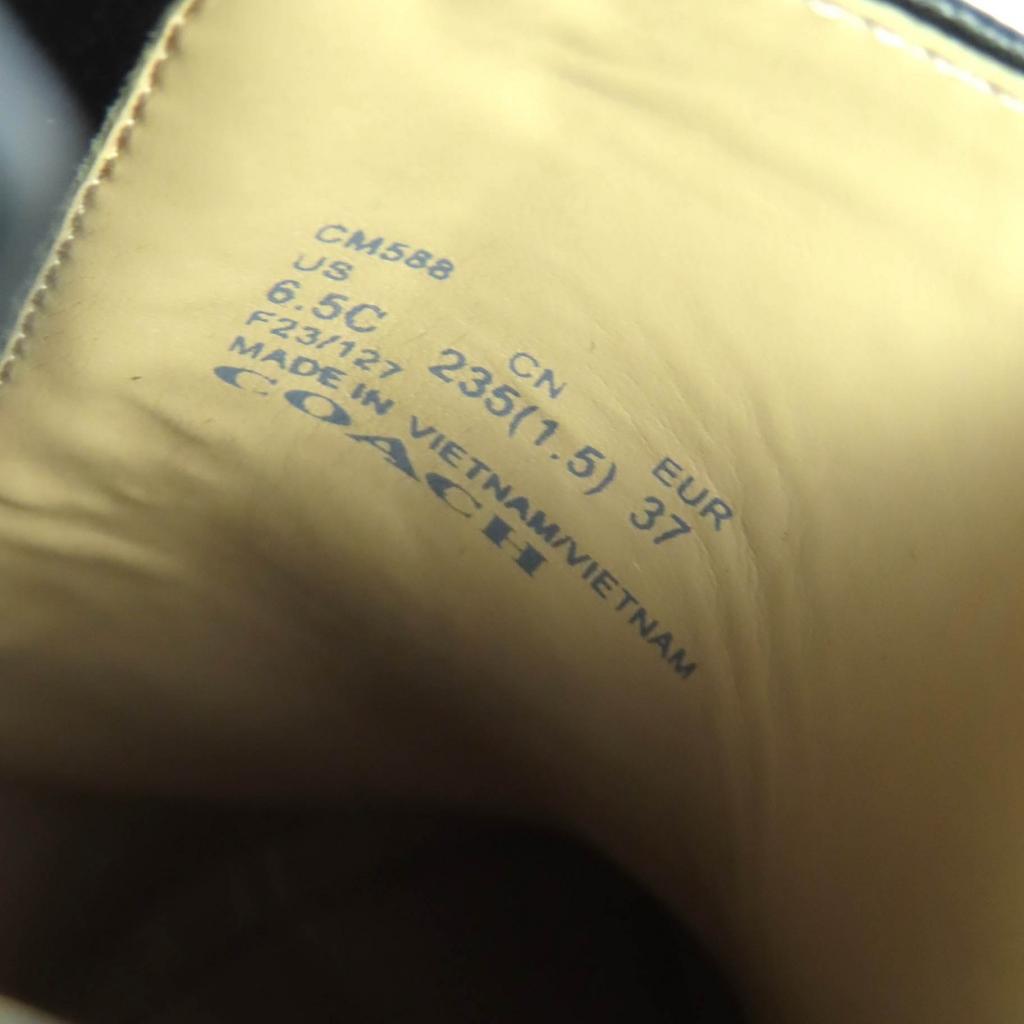 CM588
US CN EUR
6.5C 235(1.5) 37
F23/127
MADE IN VIETNAM/VIETNAM
COACH